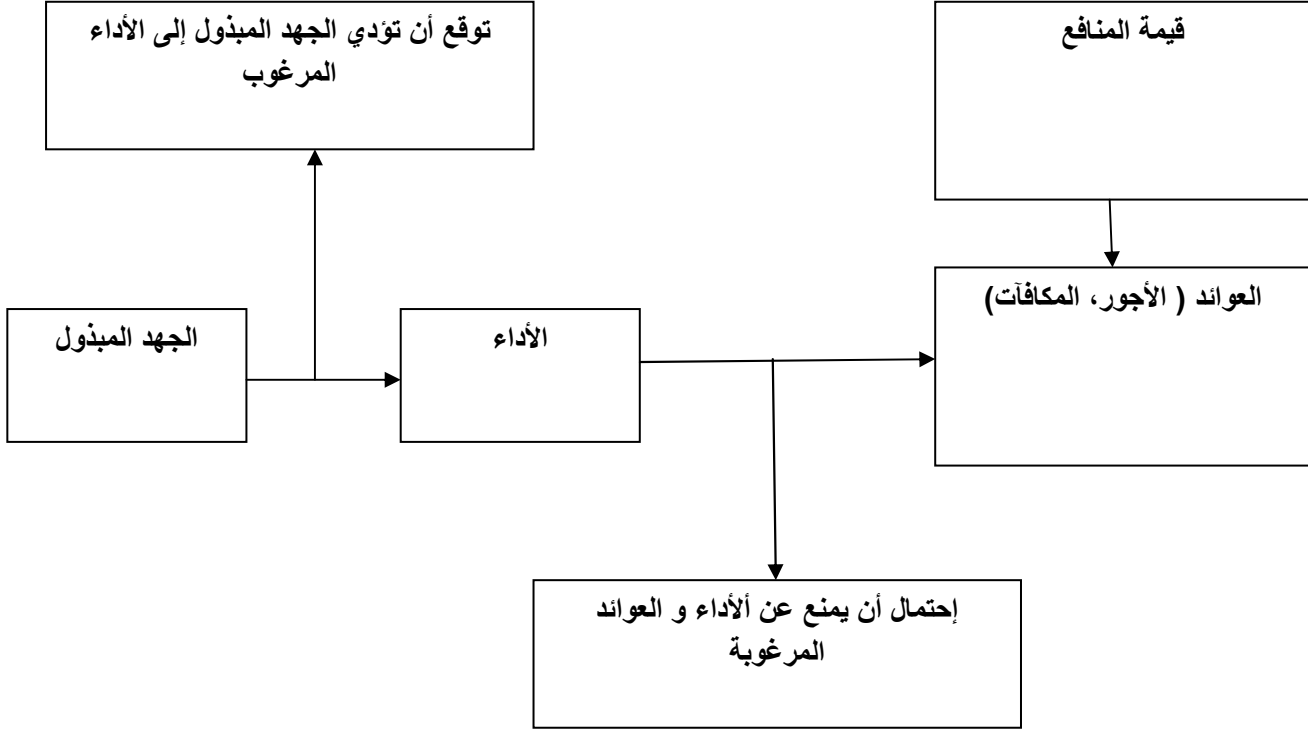 توقع أن تؤدي الجهد المبذول إلى الأداء
المرغوب
قيمة المنافع
العوائد ( الأجور، المكافآت)
الجهد المبذول
الأداء
إحتمال أن يمنع عن ألأداء و العوائد
المرغوبة